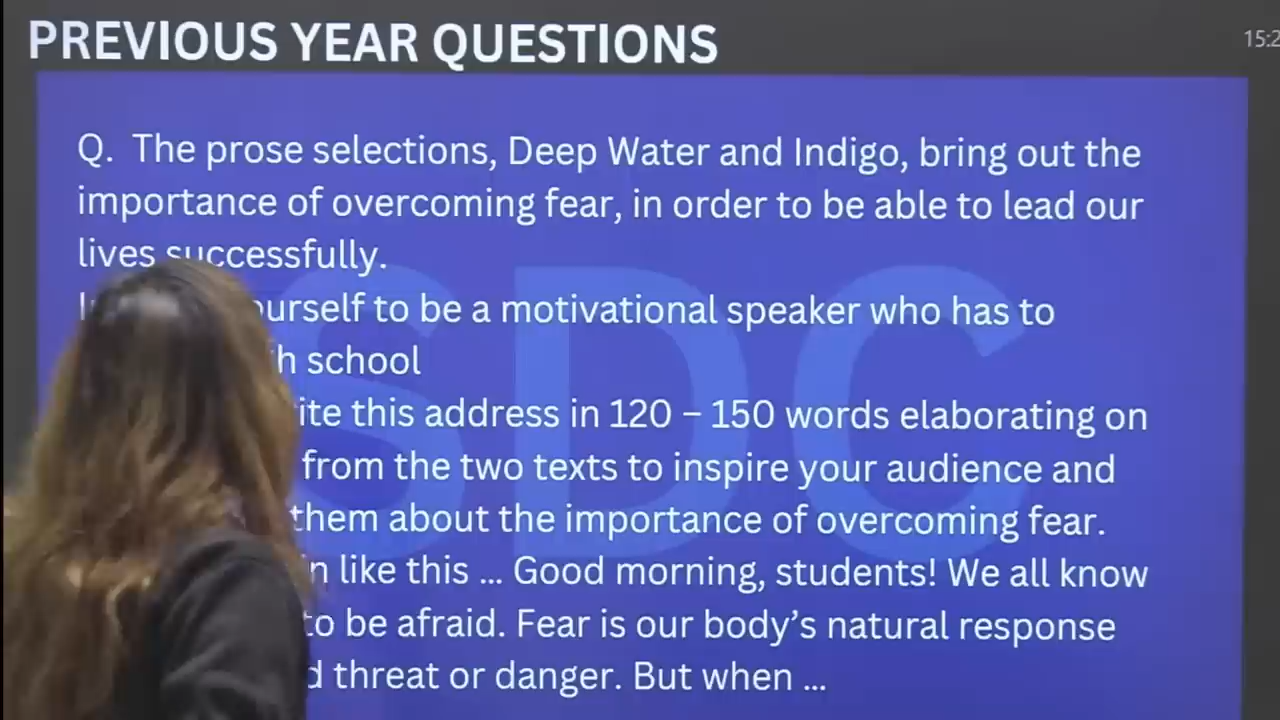 PREVIOUS YEAR QUESTIONS
15:2
Q. The prose selections, Deep Water and Indigo, bring out the
importance of overcoming fear, in order to be able to lead our
lives successfully.
to be a motivational speaker who has to
school
this address in 120 – 150 words elaborating on
from the two texts to inspire your audience and
them about the importance of overcoming fear.
like this ... Good morning, students! We all know
to be afraid. Fear is our body's natural response
threat or danger. But when ...
SDC